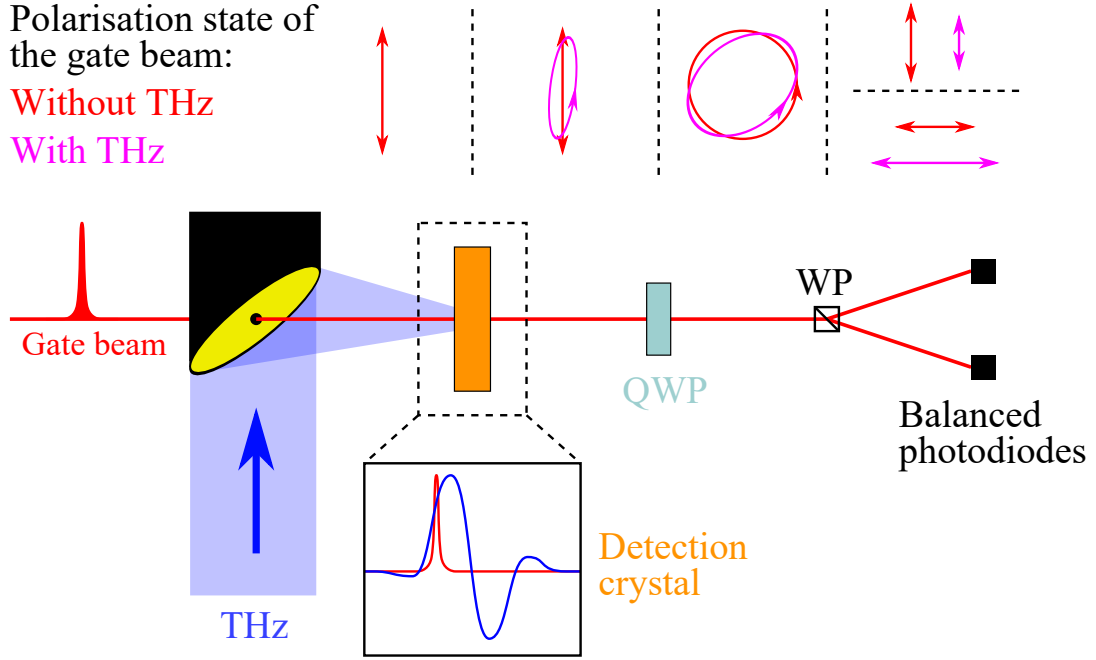 Polarisation state of
the gate beam:
Without THz
With THz
Gate beam
WP
QWP
Balanced
photodiodes
Detection
crystal
THz